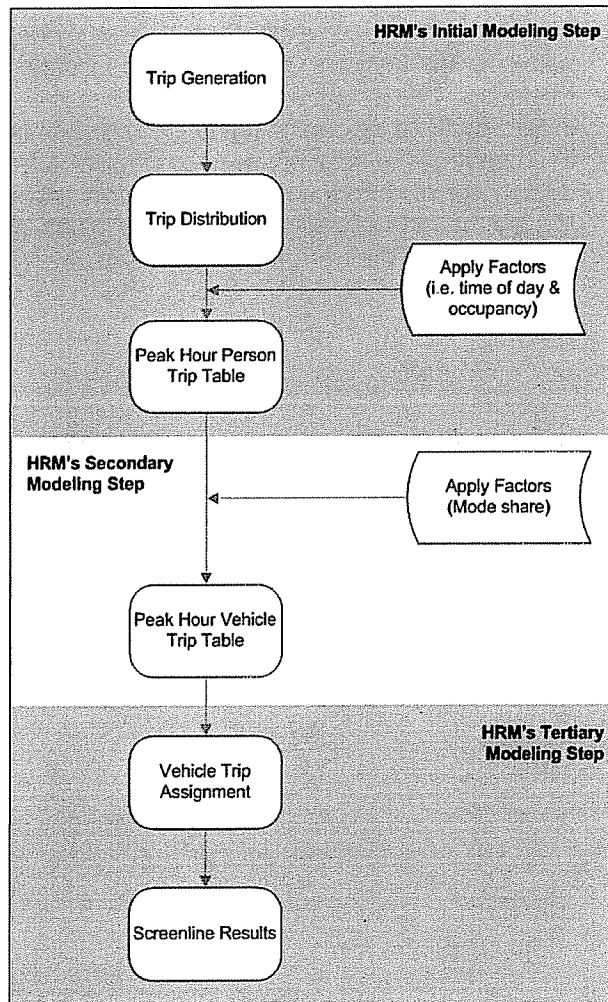 HRM's Initial Modeling Step
Trip Generation
Trip Distribution
Apply Factors
(i.e. time of day &
occupancy)
Peak Hour Person
Trip Table
HRM's Secondary
Modeling Step
Apply Factors
(Mode share)
Peak Hour Vehicle
Trip Table
HRM's Tertiary
Modeling Step
Vehicle Trip
Assignment
Screenline Results